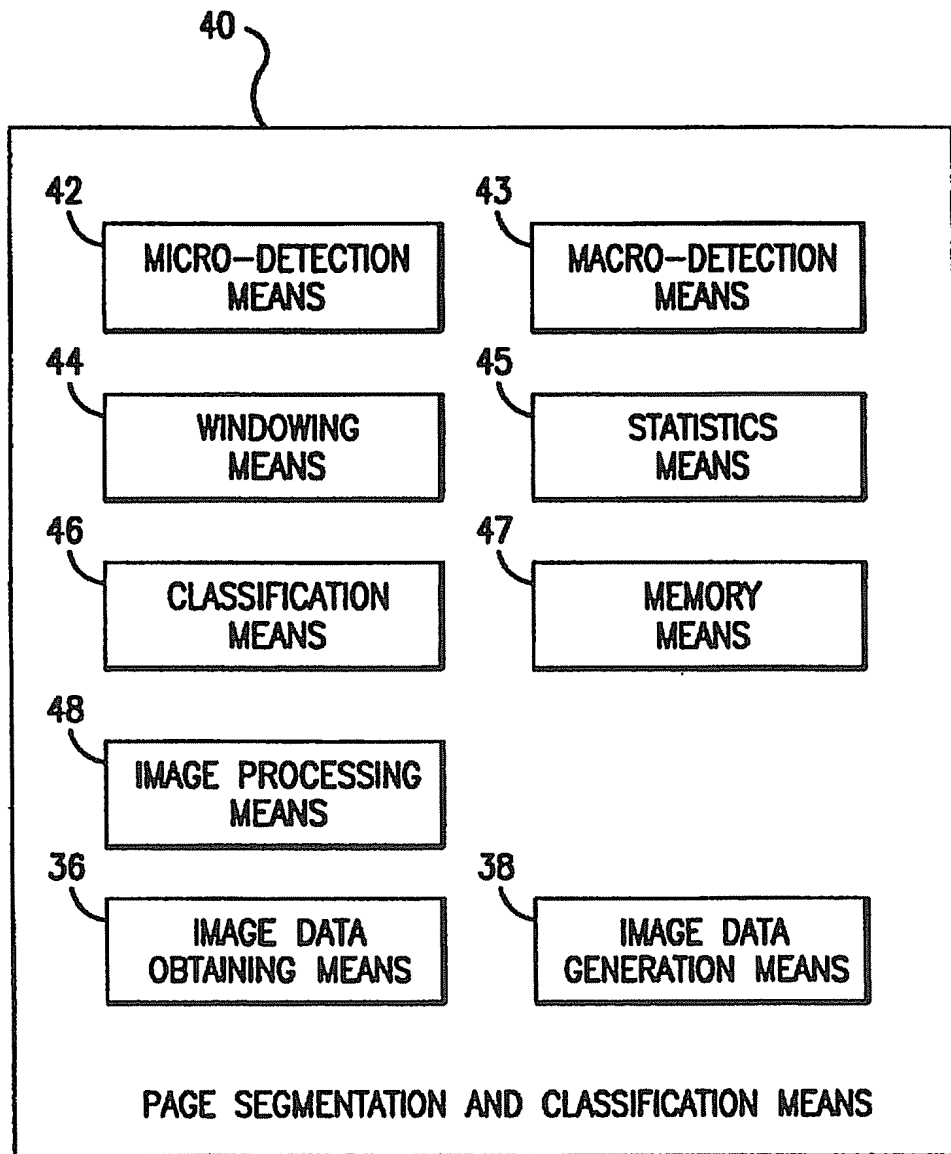 40
42
MICRO-DETECTION
MEANS
43
MACRO-DETECTION
MEANS
44
WINDOWING
MEANS
45
STATISTICS
MEANS
46
CLASSIFICATION
MEANS
47
MEMORY
MEANS
48
IMAGE PROCESSING
MEANS
36
IMAGE DATA
OBTAINING MEANS
38
IMAGE DATA
GENERATION MEANS
PAGE SEGMENTATION AND CLASSIFICATION MEANS